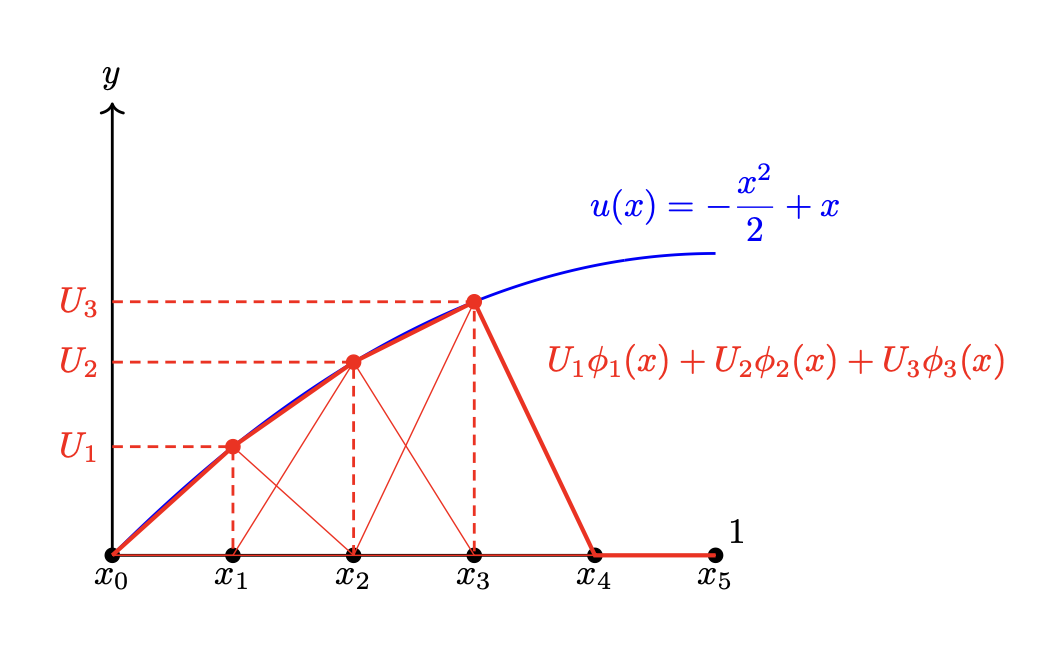 y
u(x) = -x²/2 + x
U₃
U₂
U₁ϕ₁(x) + U₂ϕ₂(x) + U₃ϕ₃(x)
U₁
1
x₀ x₁ x₂ x₃ x₄ x₅